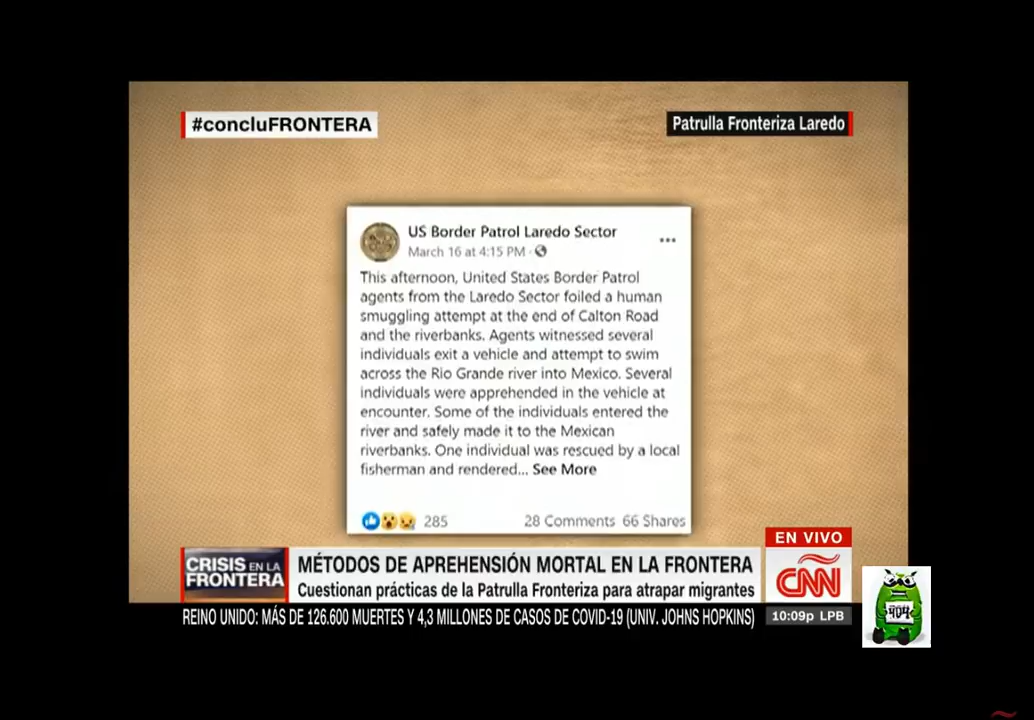 #concluFRONTERA
Patrulla Fronteriza Laredo
US Border Patrol Laredo Sector
March 16 at 4:15 PM ·
This afternoon, United States Border Patrol
agents from the Laredo Sector foiled a human
smuggling attempt at the end of Calton Road
and the riverbanks. Agents witnessed several
individuals exit a vehicle and attempt to swim
across the Rio Grande river into Mexico. Several
individuals were apprehended in the vehicle at
encounter. Some of the individuals entered the
river and safely made it to the Mexican
riverbanks. One individual was rescued by a local
fisherman and rendered... See More
285
28 Comments 66 Shares
CRISIS EN LA
FRONTERA
MÉTODOS DE APREHENSIÓN MORTAL EN LA FRONTERA
Cuestionan prácticas de la Patrulla Fronteriza para atrapar migrantes
EN VIVO
CNN
REINO UNIDO: MÁS DE 126.600 MUERTES Y 4,3 MILLONES DE CASOS DE COVID-19 (UNIV. JOHNS HOPKINS)
10:09p LPB
404